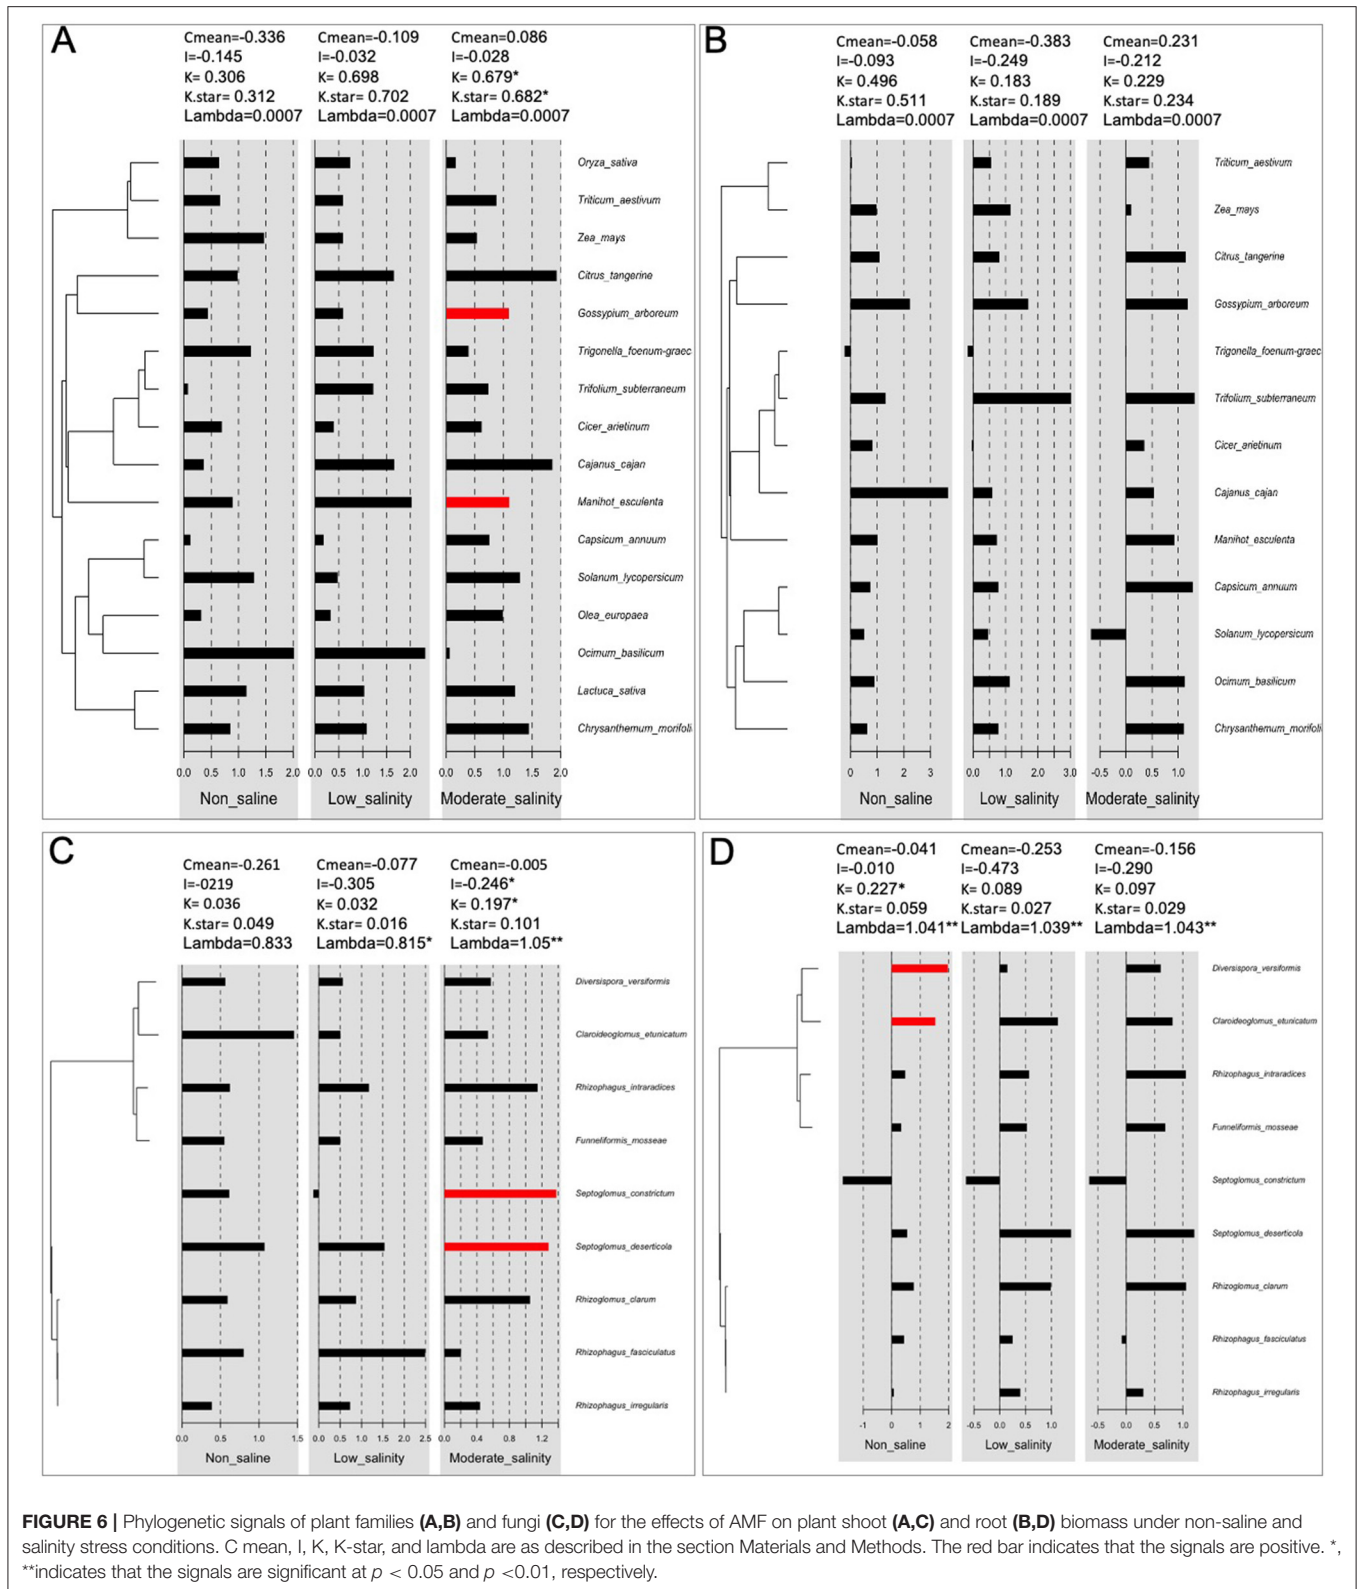 A
Cmean=-0.336 Cmean=-0.109 Cmean=0.086
I=-0.145 I=-0.032 I=-0.028
K= 0.306 K= 0.698 K= 0.679*
K.star= 0.312 K.star= 0.702 K.star= 0.682*
Lambda=0.0007 Lambda=0.0007 Lambda=0.0007
Oryza_sativa
Triticum_aestivum
Zea_mays
Citrus_tangerine
Gossypium_arboreum
Trigonella_foenum-graec
Trifolium_subterraneum
Cicer_arietinum
Cajanus_cajan
Manihot_esculenta
Capsicum_annuum
Solanum_lycopersicum
Olea_europaea
Ocimum_basilicum
Lactuca_sativa
Chrysanthemum_morifoli
0.0 0.5 1.0 1.5 2.0 0.0 0.5 1.0 1.5 2.0 0.0 0.5 1.0 1.5 2.0
Non_saline Low_salinity Moderate_salinity
B
Cmean=-0.058 Cmean=-0.383 Cmean=0.231
I=-0.093 I=-0.249 I=-0.212
K= 0.496 K= 0.183 K= 0.229
K.star= 0.511 K.star= 0.189 K.star= 0.234
Lambda=0.0007 Lambda=0.0007 Lambda=0.0007
Triticum_aestivum
Zea_mays
Citrus_tangerine
Gossypium_arboreum
Trigonella_foenum-graec
Trifolium_subterraneum
Cicer_arietinum
Cajanus_cajan
Manihot_esculenta
Capsicum_annuum
Solanum_lycopersicum
Ocimum_basilicum
Chrysanthemum_morifoli
0 1 2 3 0.0 1.0 2.0 3.0 -0.5 0.0 0.5 1.0
Non_saline Low_salinity Moderate_salinity
C
Cmean=-0.261 Cmean=-0.077 Cmean=-0.005
I=-0219 I=-0.305 I=-0.246*
K= 0.036 K= 0.032 K= 0.197*
K.star= 0.049 K.star= 0.016 K.star= 0.101
Lambda=0.833 Lambda=0.815* Lambda=1.05**
Diversispora_versiformis
Claroideoglomus_etunicatum
Rhizophagus_intraradices
Funneliformis_mosseae
Septoglomus_constrictum
Septoglomus_deserticola
Rhizoglomus_clarum
Rhizophagus_fasciculatus
Rhizophagus_irregularis
0.0 0.5 1.0 1.5 0.0 0.5 1.0 1.5 2.0 2.5 0.0 0.4 0.8 1.2
Non_saline Low_salinity Moderate_salinity
D
Cmean=-0.041 Cmean=-0.253 Cmean=-0.156
I=-0.010 I=-0.473 I=-0.290
K= 0.227* K= 0.089 K= 0.097
K.star= 0.059 K.star= 0.027 K.star= 0.029
Lambda=1.041** Lambda=1.039** Lambda=1.043**
Diversispora_versiformis
Claroideoglomus_etunicatum
Rhizophagus_intraradices
Funneliformis_mosseae
Septoglomus_constrictum
Septoglomus_deserticola
Rhizoglomus_clarum
Rhizophagus_fasciculatus
Rhizophagus_irregularis
-1 0 1 2 -0.5 0.0 0.5 1.0 -0.5 0.0 0.5 1.0
Non_saline Low_salinity Moderate_salinity
FIGURE 6 | Phylogenetic signals of plant families (A,B) and fungi (C,D) for the effects of AMF on plant shoot (A,C) and root (B,D) biomass under non-saline and
salinity stress conditions. C mean, I, K, K-star, and lambda are as described in the section Materials and Methods. The red bar indicates that the signals are positive. *,
**indicates that the signals are significant at p < 0.05 and p <0.01, respectively.